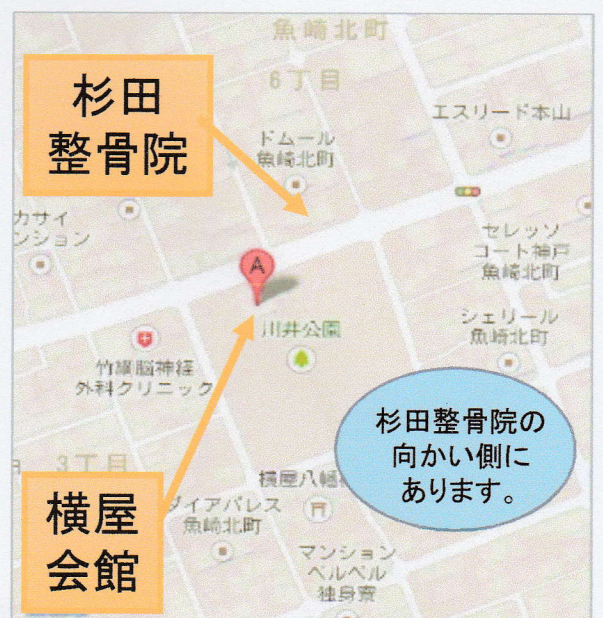 魚崎北町
6丁目
杉田
整骨院
エスリード本山
ドムール
魚崎北町
カサイ
ンション
セレッソ
コート神戸
魚崎北町
A
川井公園
シェリール
魚崎北町
竹綱脳神経
外科クリニック
杉田整骨院の
向かい側に
あります。
3丁目
横屋八幡
横屋
会館
ダイアパレス
魚崎北町
マンション
ベルベル
独身寮